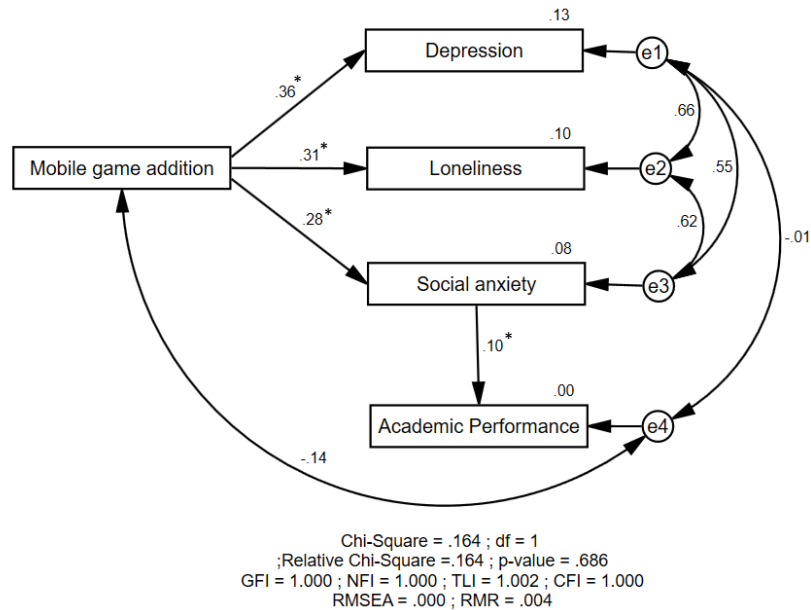 .13
Depression
e1
.36*
.66
.10
Mobile game addition
.31*
Loneliness
e2
.55
.28*
.62
-.01
.08
Social anxiety
e3
.10*
.00
Academic Performance
e4
-.14
Chi-Square = .164 ; df = 1
;Relative Chi-Square =.164 ; p-value = .686
GFI = 1.000 ; NFI = 1.000 ; TLI = 1.002 ; CFI = 1.000
RMSEA = .000 ; RMR = .004